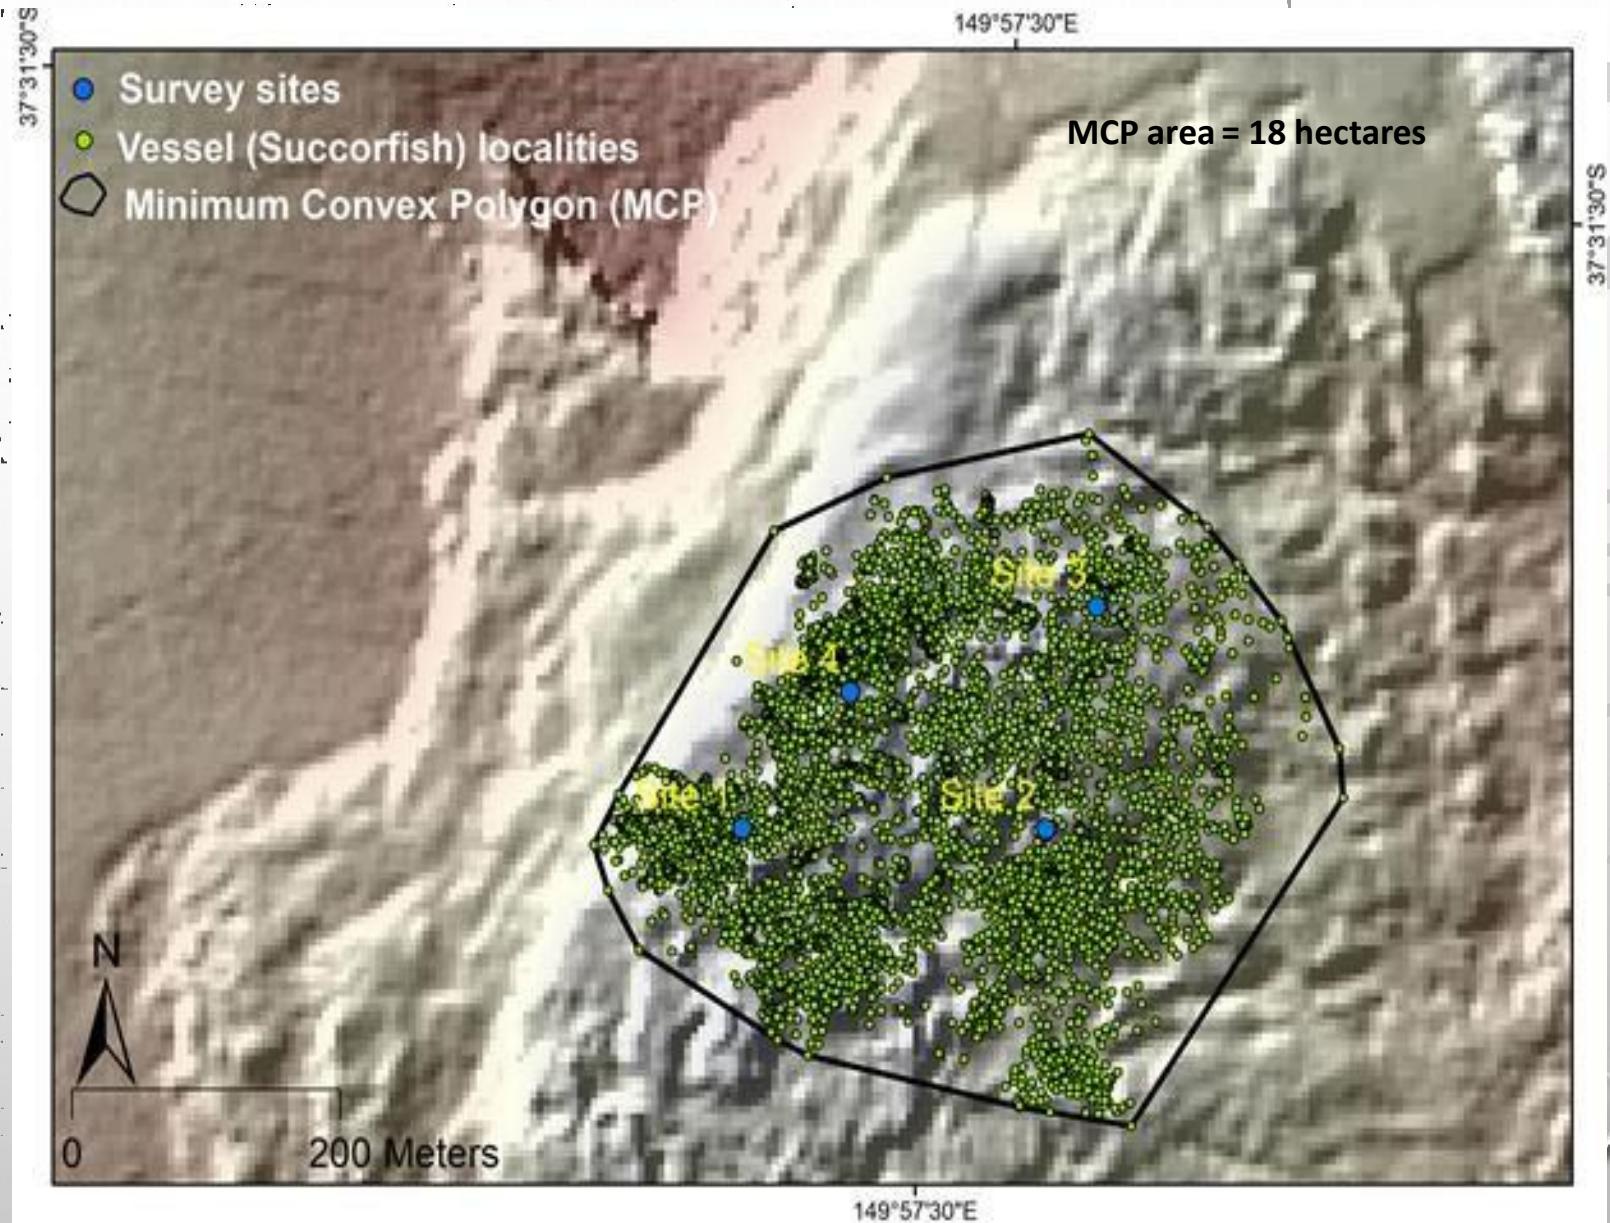 149°57'30"E
37°31'30"S
Survey sites
Vessel (Succorfish) localities
Minimum Convex Polygon (MCP)
MCP area = 18 hectares
37°31'30"S
Site 3
Site 4
Site 1
Site 2
N
0 200 Meters
149°57'30"E